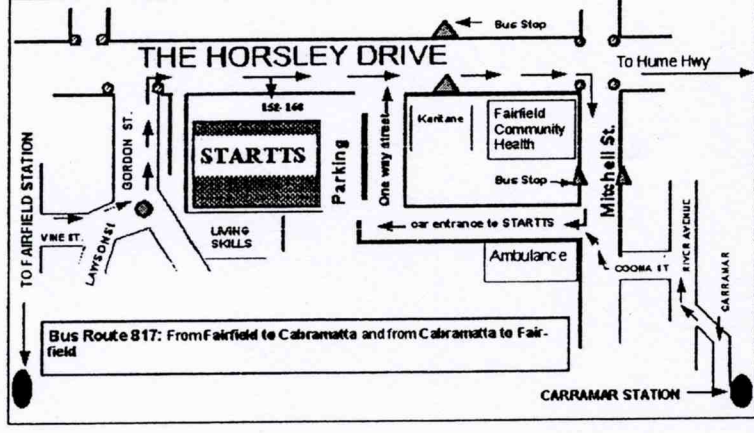 Bus Stop
THE HORSLEY DRIVE
To Hume Hwy
152-168
STARTTS
Parking
One way street
Karitane
Fairfield
Community
Health
Bus Stop
Mitchell St.
GORDON ST.
TO FAIRFIELD STATION
VINE ST.
LAWSON ST
LIVING
SKILLS
car entrance to STARTTS
Ambulance
COOMA ST
RIVER AVENUE
CARRAMAR
Bus Route 817: From Fairfield to Cabramatta and from Cabramatta to Fair-
field
CARRAMAR STATION